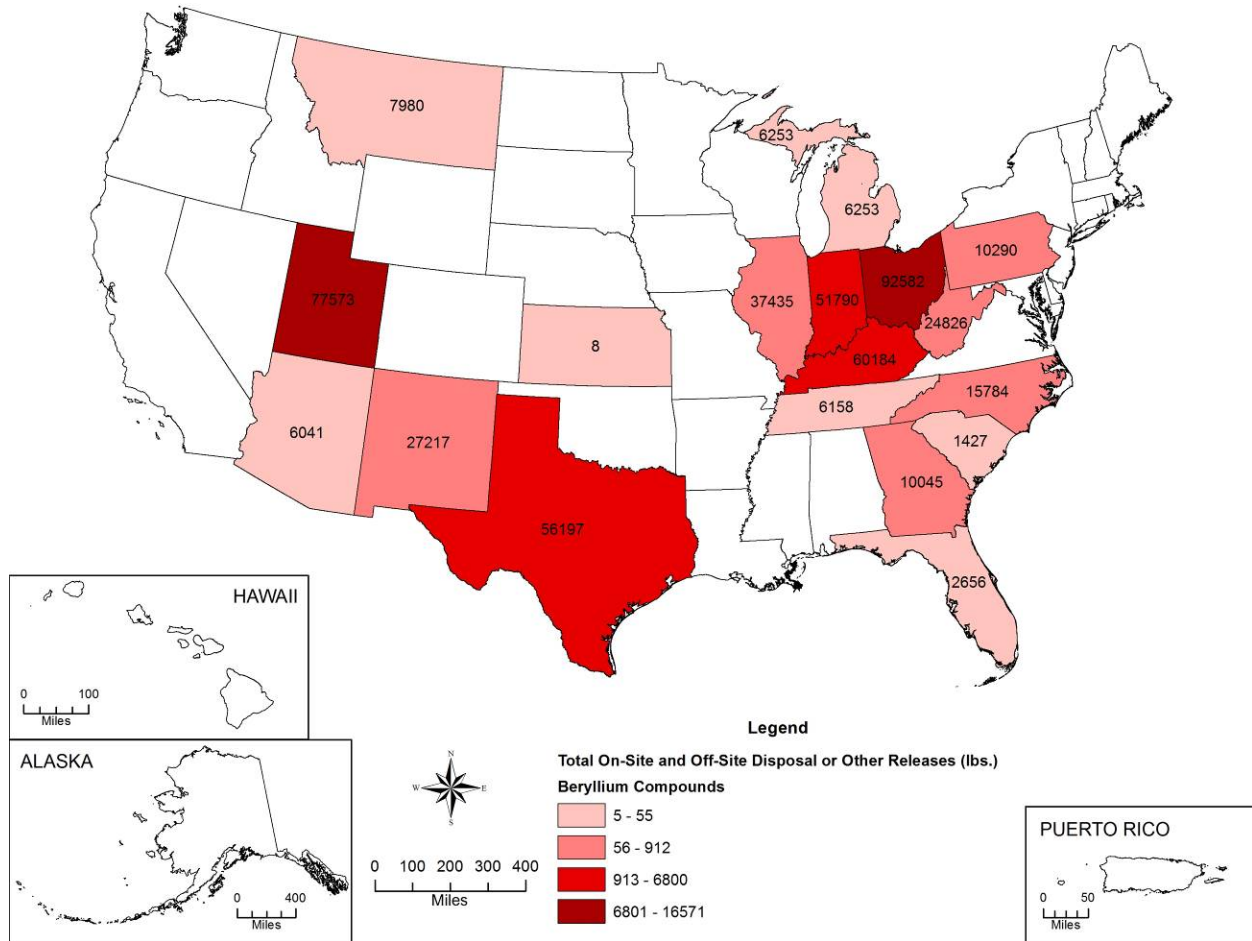 7980
6253
6253
10290
77573
37435
51790
92582
24826
8
60184
15784
6158
6041
27217
1427
10045
56197
2656
HAWAII
0 100
Miles
ALASKA
0 400
Miles
N
W E
S
0 100 200 300 400
Miles
Legend
Total On-Site and Off-Site Disposal or Other Releases (lbs.)
Beryllium Compounds
5 - 55
56 - 912
913 - 6800
6801 - 16571
PUERTO RICO
0 50
Miles